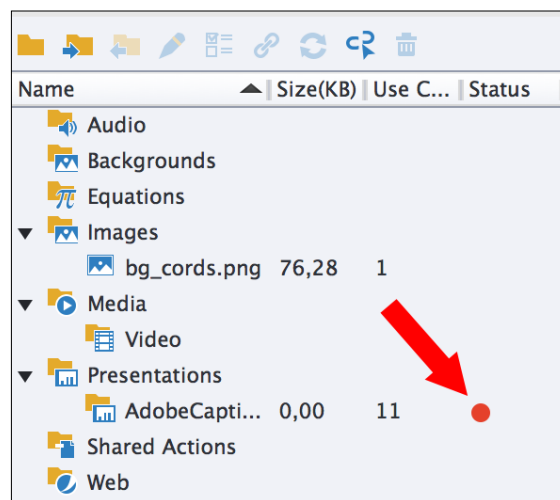 Name Size(KB) Use C... Status
Audio
Backgrounds
Equations
Images
bg_cords.png 76,28 1
Media
Video
Presentations
AdobeCapti... 0,00 11
Shared Actions
Web